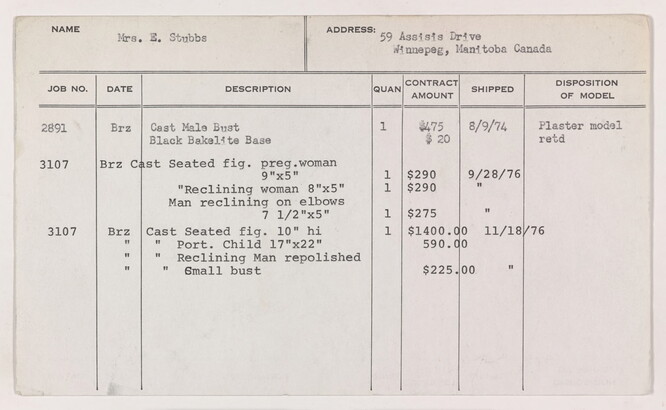 NAME Mrs. E. Stubbs ADDRESS: 59 Assisis Drive
Winnepeg, Manitoba Canada
JOB NO. DATE DESCRIPTION QUAN CONTRACT AMOUNT SHIPPED DISPOSITION OF MODEL
2891 Brz Cast Male Bust 1 $475 8/9/74 Plaster model
Black Bakelite Base $ 20 retd
3107 Brz Cast Seated fig. preg.woman
9"x5" 1 $290 9/28/76
"Reclining woman 8"x5" 1 $290 "
Man reclining on elbows
7 1/2"x5" 1 $275 "
3107 Brz Cast Seated fig. 10" hi 1 $1400.00 11/18/76
" " Port. Child 17"x22" 590.00
" " Reclining Man repolished
" " Small bust $225.00 "